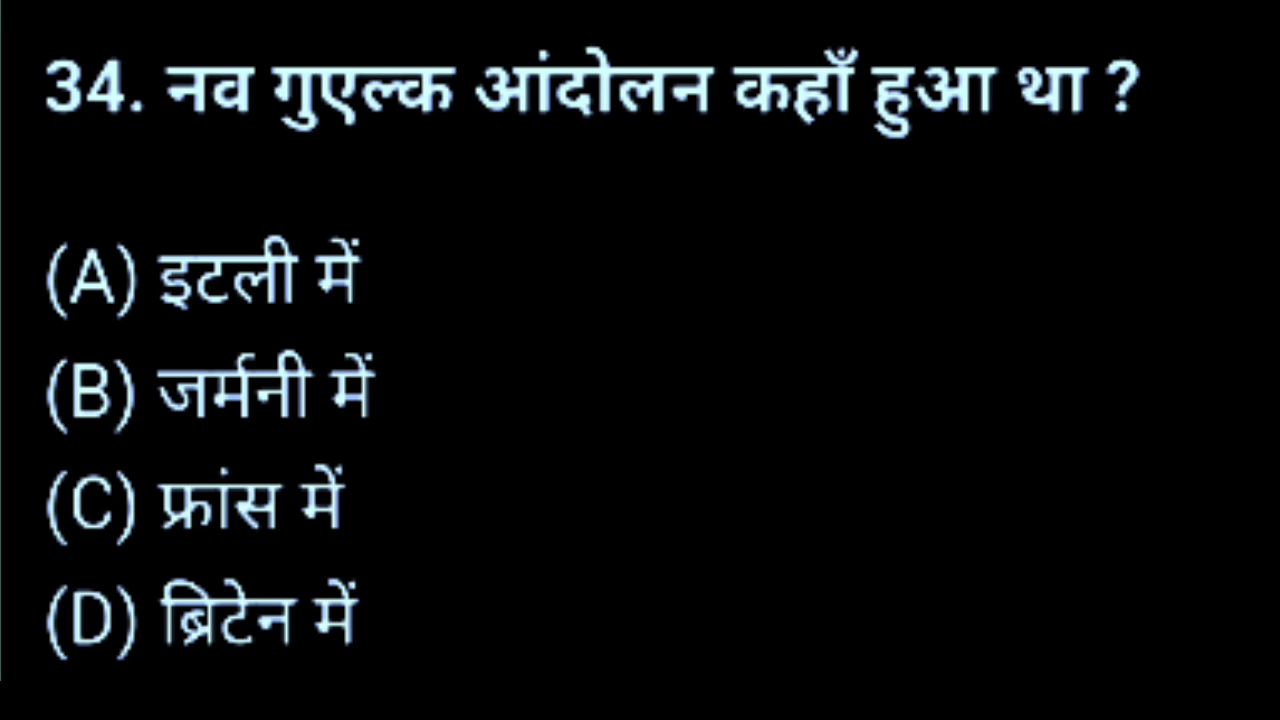 34. नव गुएल्क आंदोलन कहाँ हुआ था ?
(A) इटली में
(B) जर्मनी में
(C) फ्रांस में
(D) ब्रिटेन में